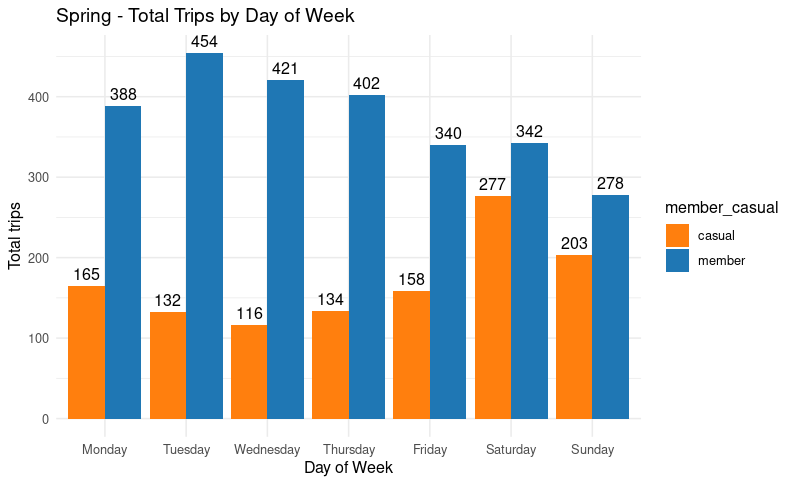 Spring - Total Trips by Day of Week
Total trips
400
300
200
100
0
165
388
132
454
116
421
134
402
158
340
277
342
203
278
Monday Tuesday Wednesday Thursday Friday Saturday Sunday
Day of Week
member_casual
casual
member